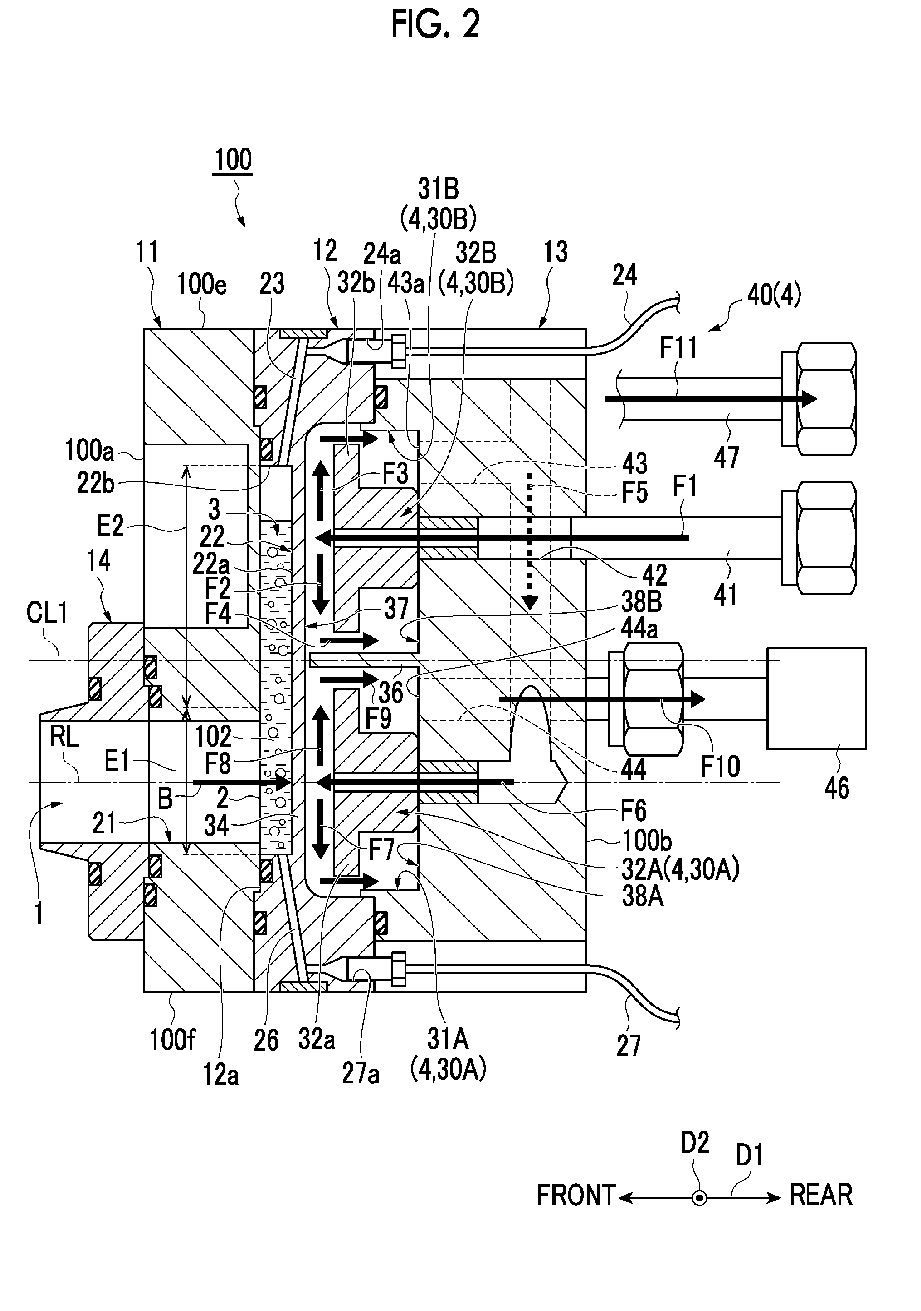 FIG. 2
100
31B
(4,30B)
11
12
24a
32B
13
24
100e
23
32b
43a
(4,30B)
40(4)
F11
100a
22b
47
E2
F3
43
F5
F1
3
22
14
22a
F2
42
41
F4
37
38B
CL1
44a
36
F9
RL
102
E1
F8
44
F10
46
B
2
F6
21
34
F7
100b
1
32A(4,30A)
38A
100f
26
32a
31A
27
12a
27a
(4,30A)
D2
D1
FRONT
REAR